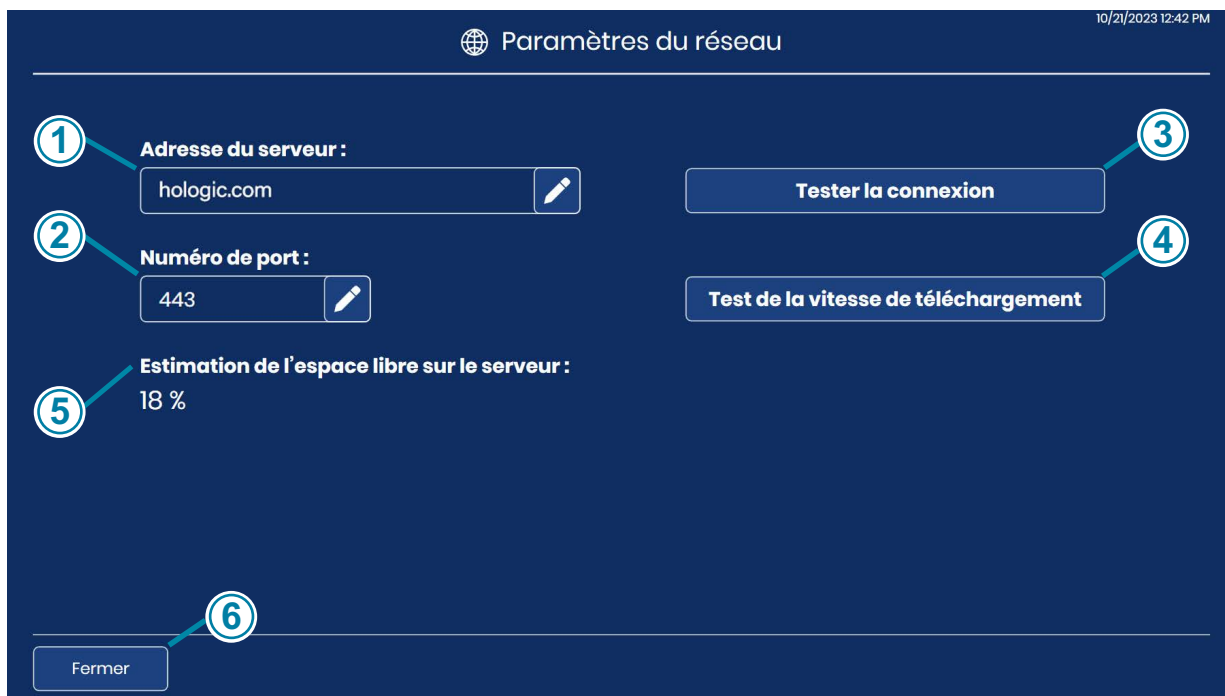 10/21/2023 12:42 PM
Paramètres du réseau
1
3
Adresse du serveur :
hologic.com
Tester la connexion
2
4
Numéro de port :
443
Test de la vitesse de téléchargement
Estimation de l’espace libre sur le serveur :
5
18 %
6
Fermer